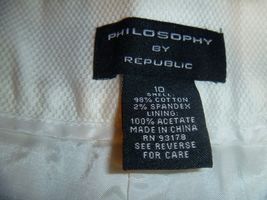 PHILOSOPHY
BY
REPUBLIC
10
SHELL:
98% COTTON
2% SPANDEX
LINING:
100% ACETATE
MADE IN CHINA
RN 93178
SEE REVERSE
FOR CARE